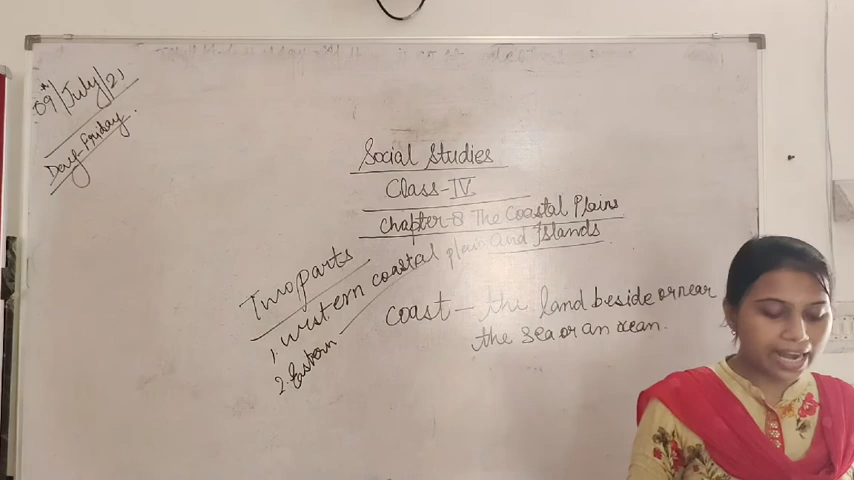 09th/July/21
Day-Friday.
Social Studies
Class-IV
Chapter-8 The Coastal Plains
and Islands
Two parts
1. Western coastal plain
2. Eastern
coast - the land beside or near
the sea or an ocean.